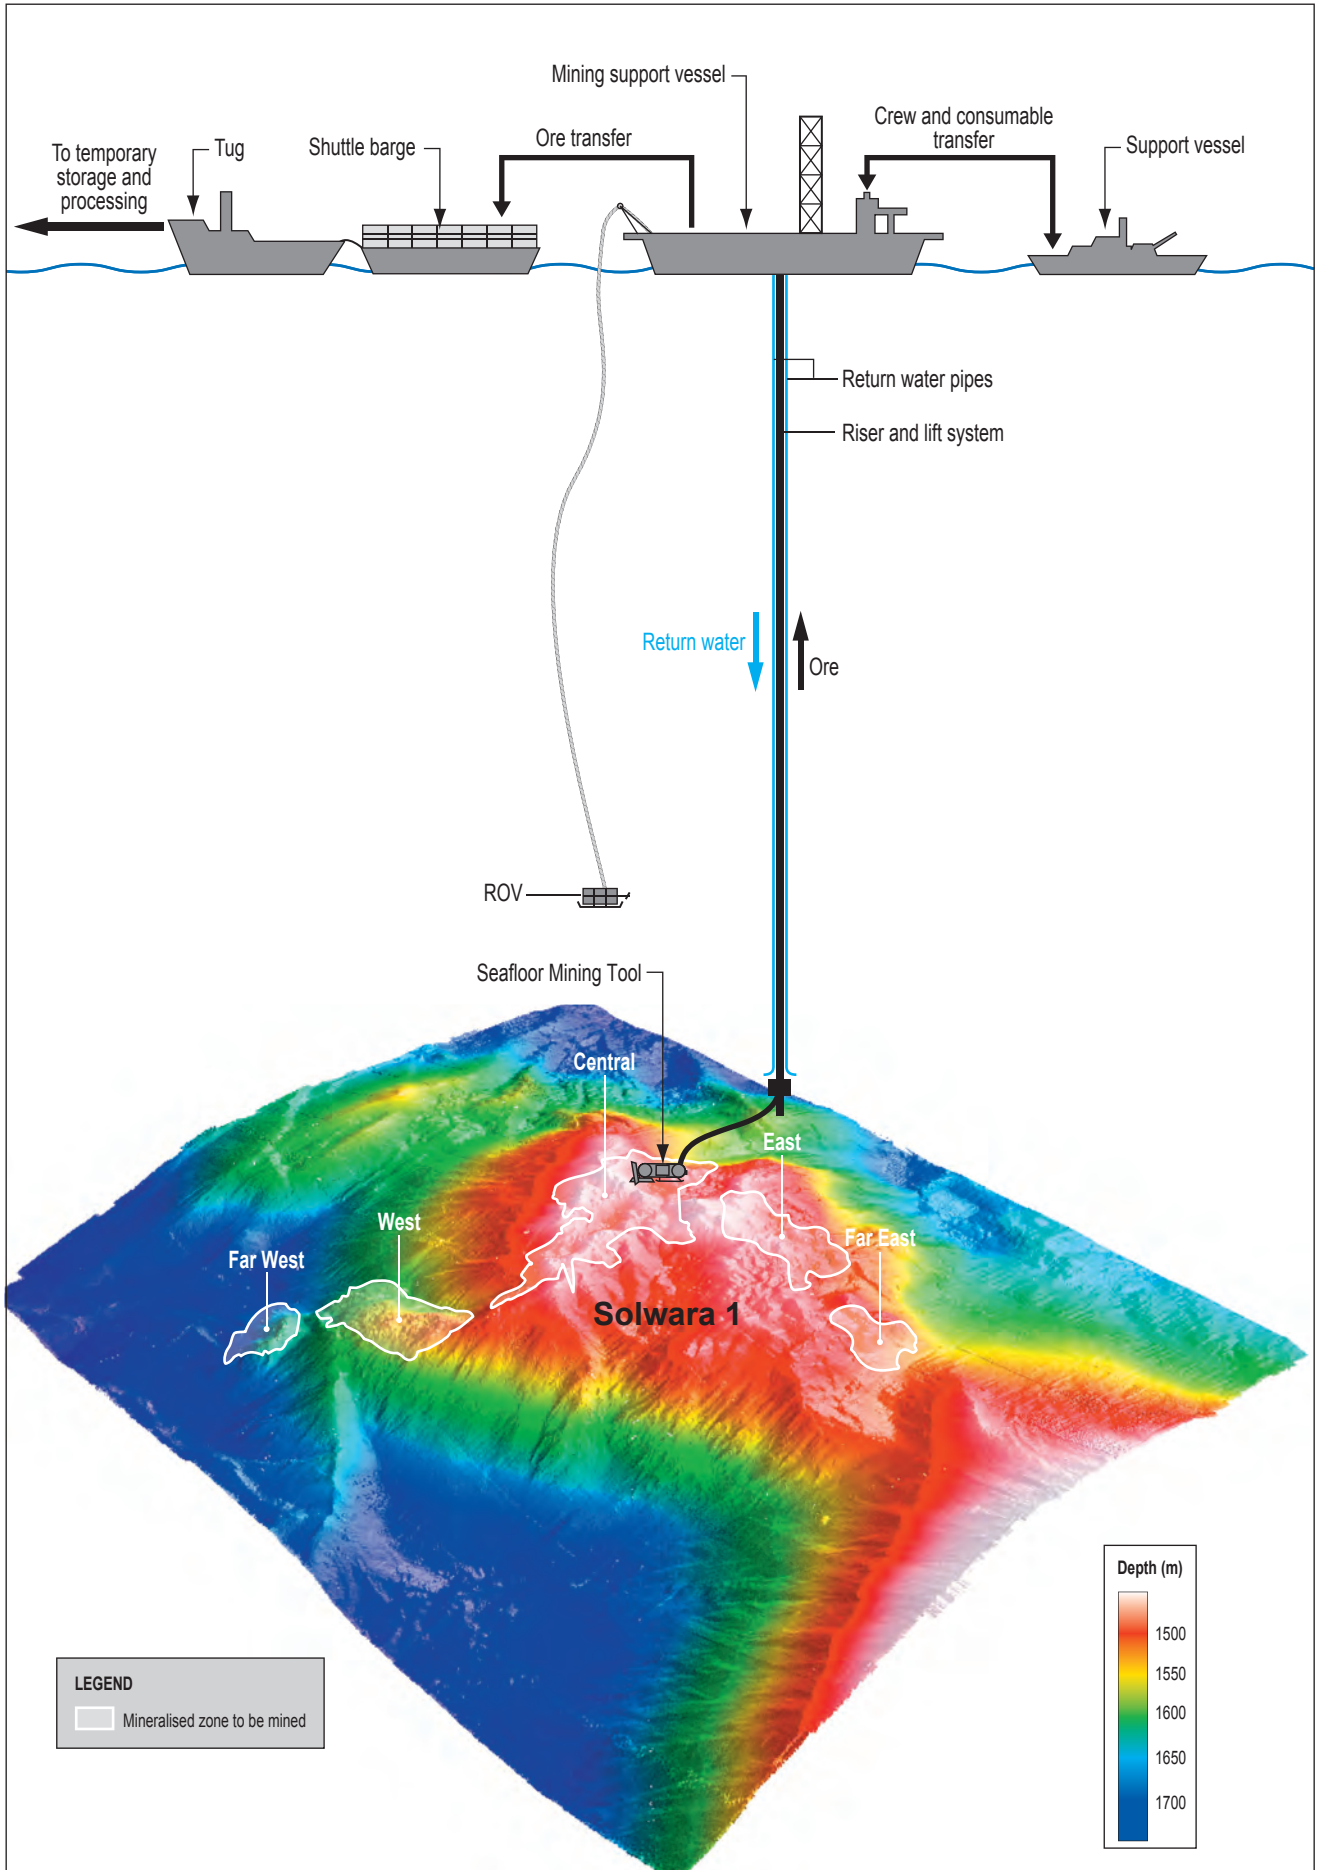 Mining support vessel
Crew and consumable
transfer
To temporary
storage and
processing
Tug
Shuttle barge
Ore transfer
Support vessel
Return water pipes
Riser and lift system
Return water
Ore
ROV
Seafloor Mining Tool
Central
East
West
Far East
Far West
Solwara 1
Depth (m)
1500
1550
1600
1650
1700
LEGEND
Mineralised zone to be mined